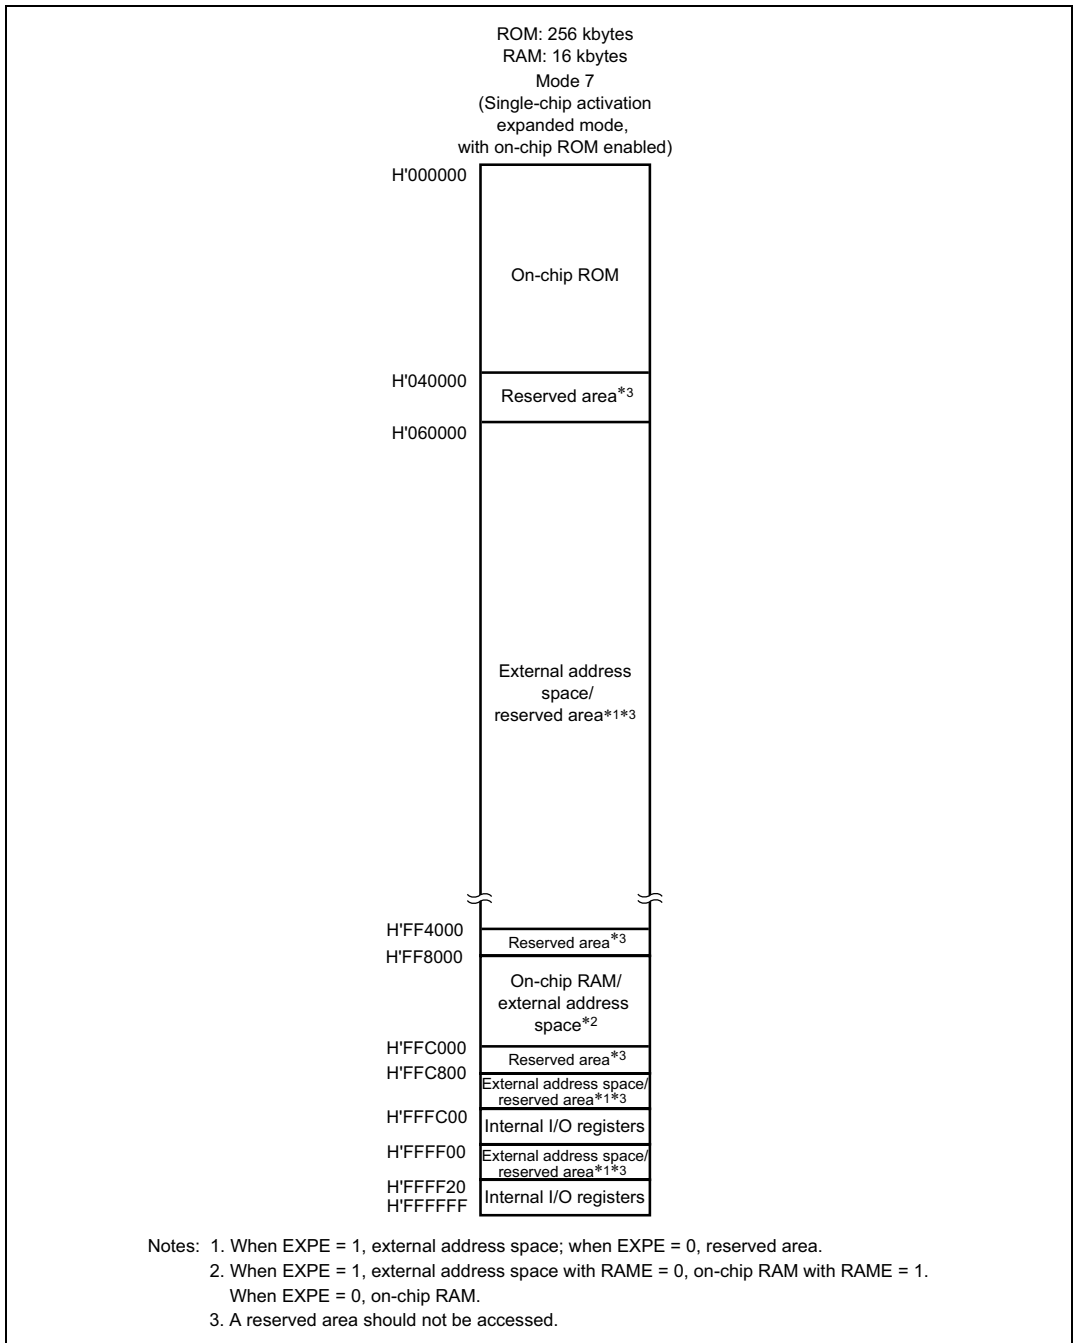 ROM: 256 kbytes
RAM: 16 kbytes
Mode 7
(Single-chip activation
expanded mode,
with on-chip ROM enabled)
H'000000
On-chip ROM
H'040000
Reserved area*3
H'060000
External address
space/
reserved area*1*3
H'FF4000
Reserved area*3
H'FF8000
On-chip RAM/
external address
space*2
H'FFC000
Reserved area*3
H'FFC800
External address space/
reserved area*1*3
H'FFFC00
Internal I/O registers
H'FFFF00
External address space/
reserved area*1*3
H'FFFF20
Internal I/O registers
H'FFFFFF
Notes: 1. When EXPE = 1, external address space; when EXPE = 0, reserved area.
2. When EXPE = 1, external address space with RAME = 0, on-chip RAM with RAME = 1.
When EXPE = 0, on-chip RAM.
3. A reserved area should not be accessed.